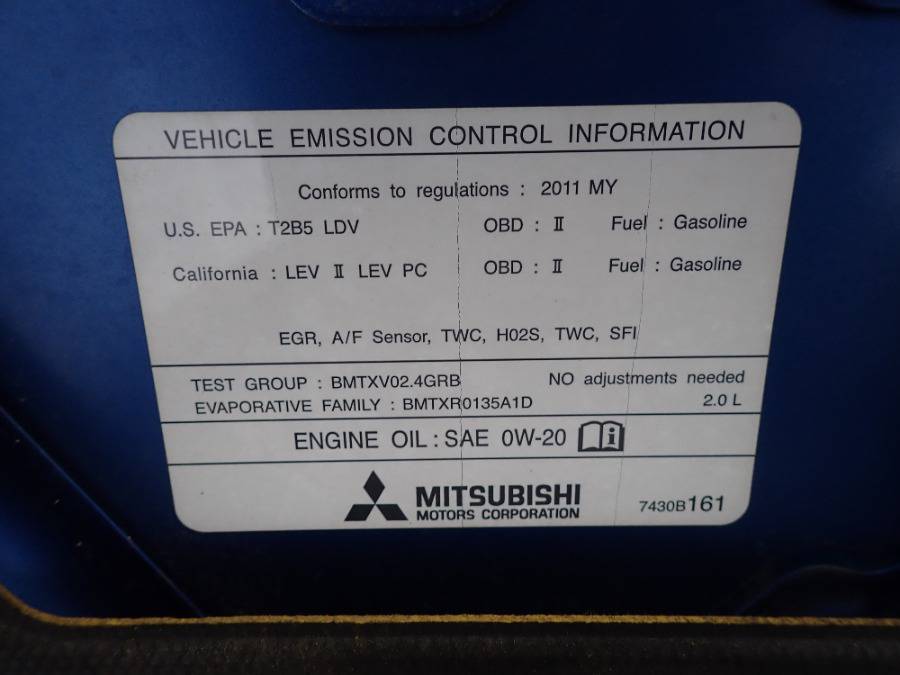 VEHICLE EMISSION CONTROL INFORMATION
Conforms to regulations : 2011 MY
U.S. EPA : T2B5 LDV OBD : Ⅱ Fuel : Gasoline
California : LEV Ⅱ LEV PC OBD : Ⅱ Fuel : Gasoline
EGR, A/F Sensor, TWC, H02S, TWC, SFI
TEST GROUP : BMTXV02.4GRB NO adjustments needed
EVAPORATIVE FAMILY : BMTXR0135A1D 2.0 L
ENGINE OIL : SAE 0W-20
MITSUBISHI
MOTORS CORPORATION 7430B161